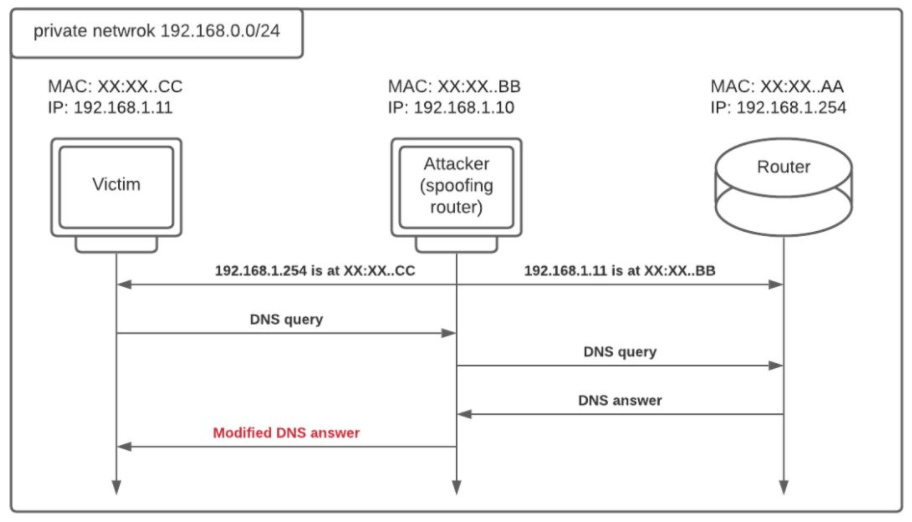 private netwrok 192.168.0.0/24
MAC: XX:XX..CC
IP: 192.168.1.11
MAC: XX:XX..BB
IP: 192.168.1.10
MAC: XX:XX..AA
IP: 192.168.1.254
Victim
Attacker
(spoofing
router)
Router
192.168.1.254 is at XX:XX..CC
192.168.1.11 is at XX:XX..BB
DNS query
DNS query
DNS answer
Modified DNS answer